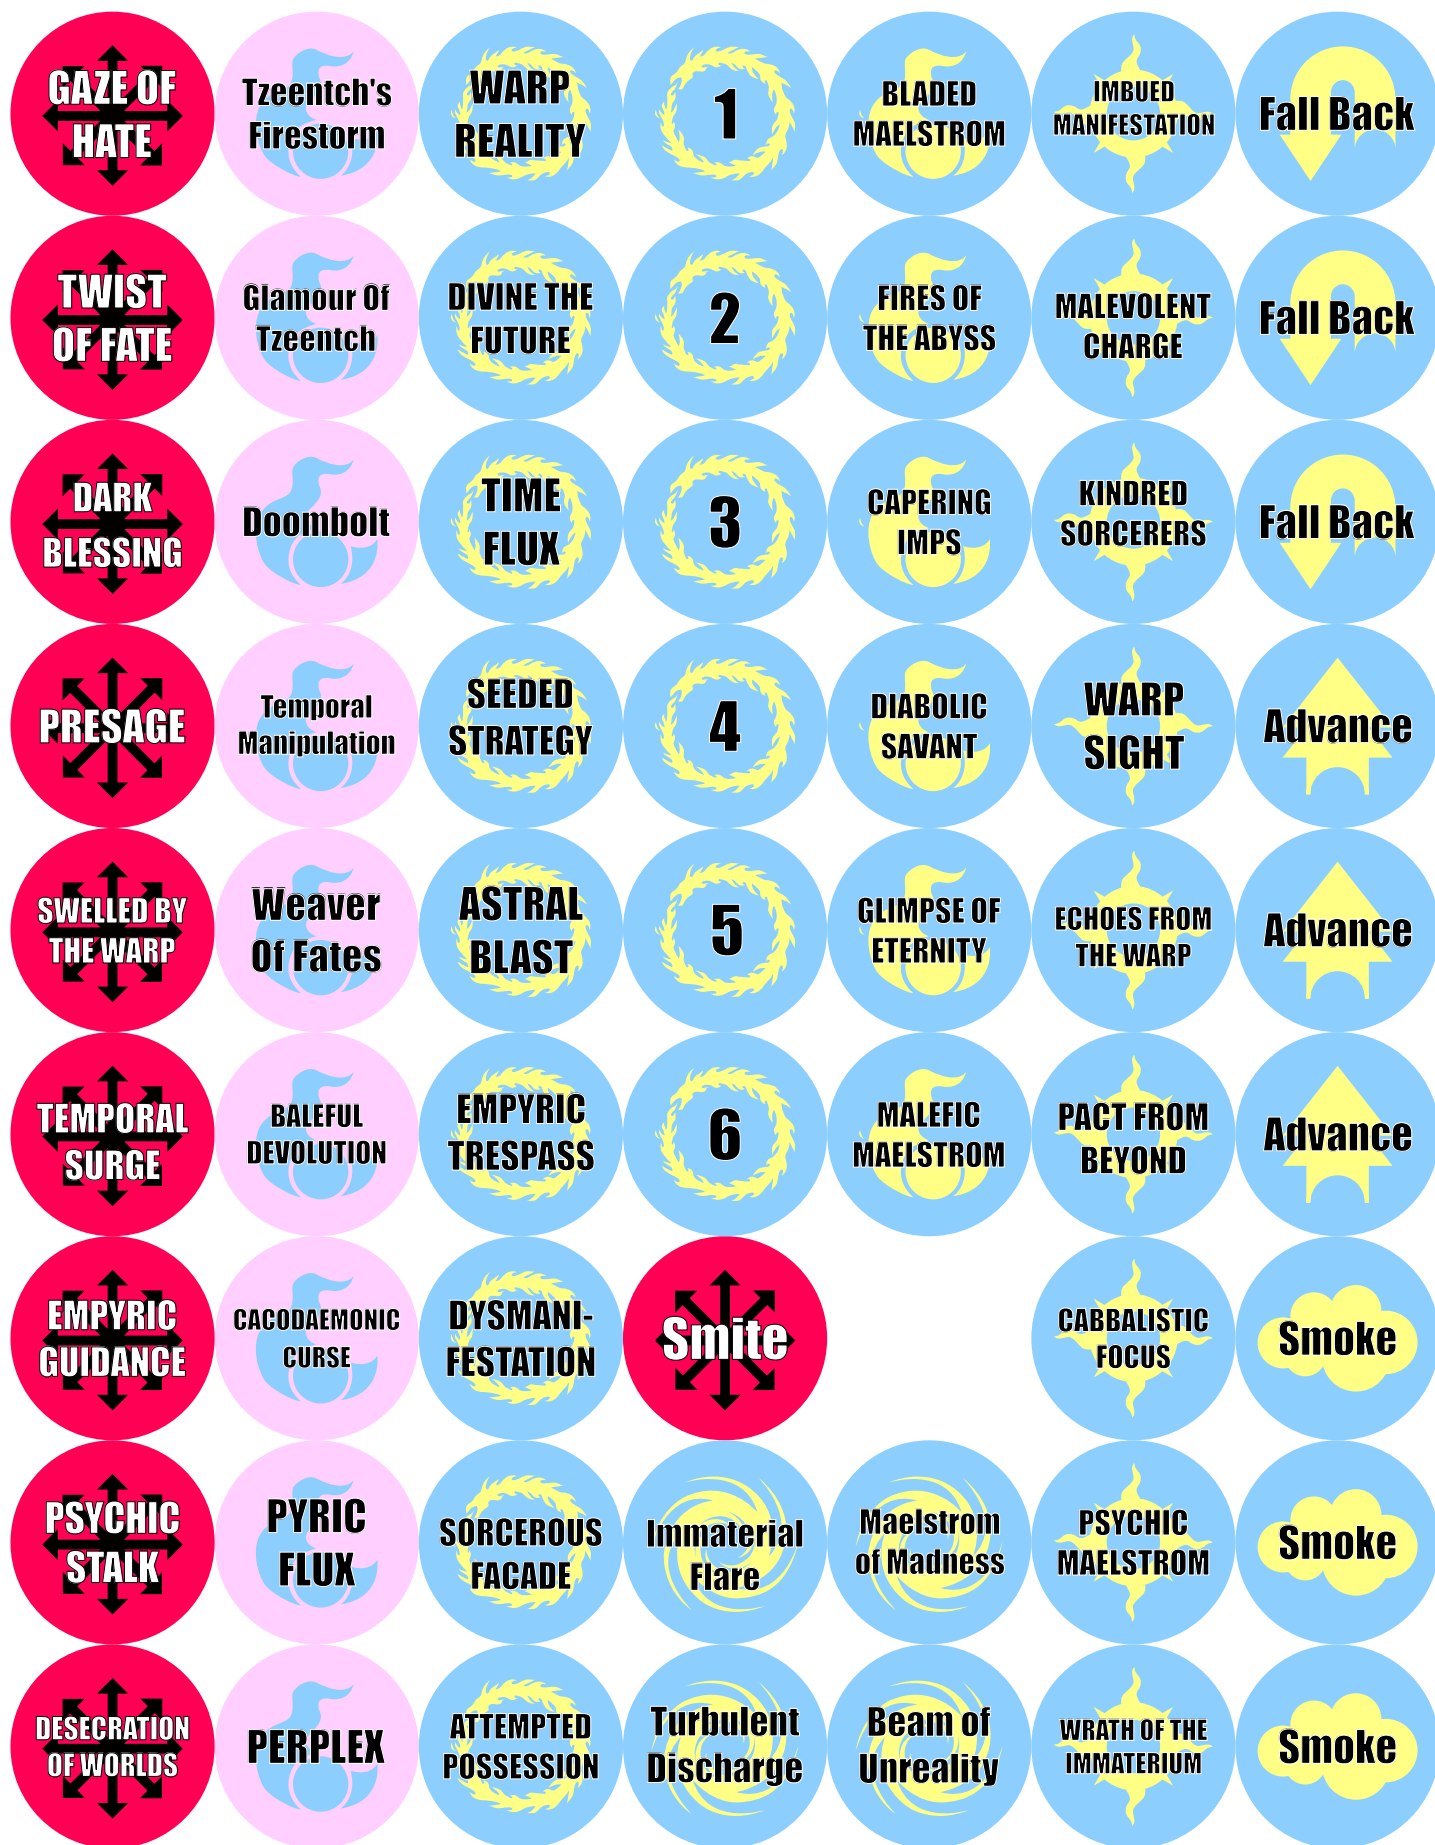 GAZE OF
HATE
Tzeentch's
Firestorm
WARP
REALITY
1
BLADED
MAELSTROM
IMBUED
MANIFESTATION
Fall Back
TWIST
OF FATE
Glamour Of
Tzeentch
DIVINE THE
FUTURE
2
FIRES OF
THE ABYSS
MALEVOLENT
CHARGE
Fall Back
DARK
BLESSING
Doombolt
TIME
FLUX
3
CAPERING
IMPS
KINDRED
SORCERERS
Fall Back
PRESAGE
Temporal
Manipulation
SEEDED
STRATEGY
4
DIABOLIC
SAVANT
WARP
SIGHT
Advance
SWELLED BY
THE WARP
Weaver
Of Fates
ASTRAL
BLAST
5
GLIMPSE OF
ETERNITY
ECHOES FROM
THE WARP
Advance
TEMPORAL
SURGE
BALEFUL
DEVOLUTION
EMPYRIC
TRESPASS
6
MALEFIC
MAELSTROM
PACT FROM
BEYOND
Advance
EMPYRIC
GUIDANCE
CACODAEMONIC
CURSE
DYSMANI-
FESTATION
Smite
CABBALISTIC
FOCUS
Smoke
PSYCHIC
STALK
PYRIC
FLUX
SORCEROUS
FACADE
Immaterial
Flare
Maelstrom
of Madness
PSYCHIC
MAELSTROM
Smoke
DESECRATION
OF WORLDS
PERPLEX
ATTEMPTED
POSSESSION
Turbulent
Discharge
Beam of
Unreality
WRATH OF THE
IMMATERIUM
Smoke